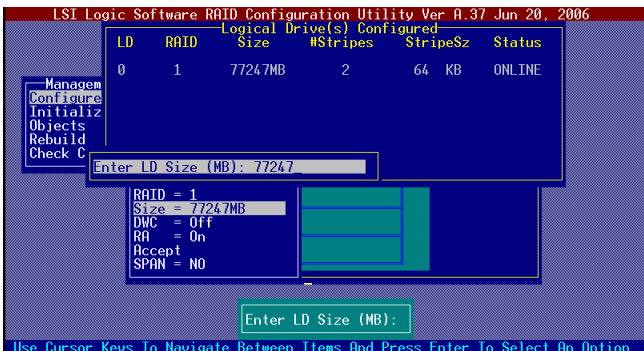 LSI Logic Software RAID Configuration Utility Ver A.37 Jun 20, 2006
Logical Drive(s) Configured
LD RAID Size #Stripes StripeSz Status
0 1 77247MB 2 64 KB ONLINE
Managem
Configure
Initializ
Objects
Rebuild
Check C
Enter LD Size (MB): 77247_
RAID = 1
Size = 77247MB
DWC = Off
RA = On
Accept
SPAN = NO
Enter LD Size (MB):
Use Cursor Keys To Navigate Between Items And Press Enter To Select An Option